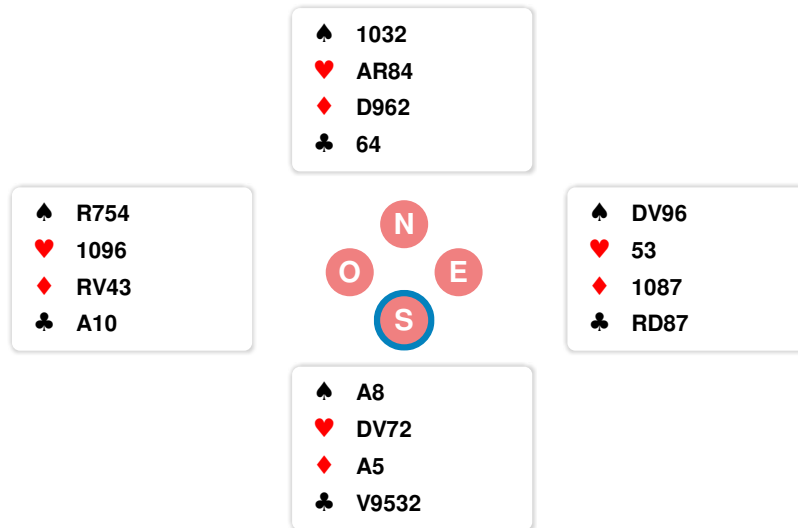 ♠ 1032
♥ AR84
♦ D962
♣ 64
♠ R754
♥ 1096
♦ RV43
♣ A10
N
O E
S
♠ DV96
♥ 53
♦ 1087
♣ RD87
♠ A8
♥ DV72
♦ A5
♣ V9532